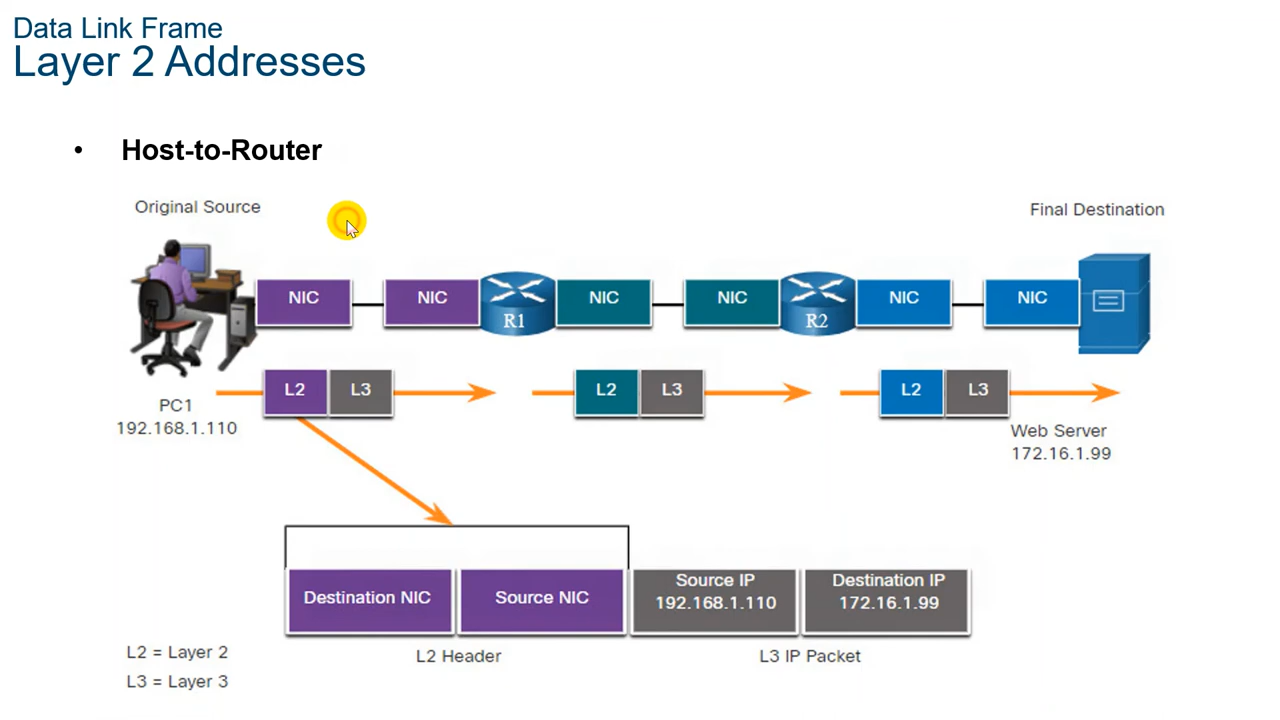 Data Link Frame
Layer 2 Addresses
• Host-to-Router
Original Source
Final Destination
NIC
NIC
R1
NIC
NIC
R2
NIC
NIC
L2 L3
L2 L3
L2 L3
PC1
192.168.1.110
Web Server
172.16.1.99
Destination NIC
Source NIC
Source IP
192.168.1.110
Destination IP
172.16.1.99
L2 Header
L3 IP Packet
L2 = Layer 2
L3 = Layer 3